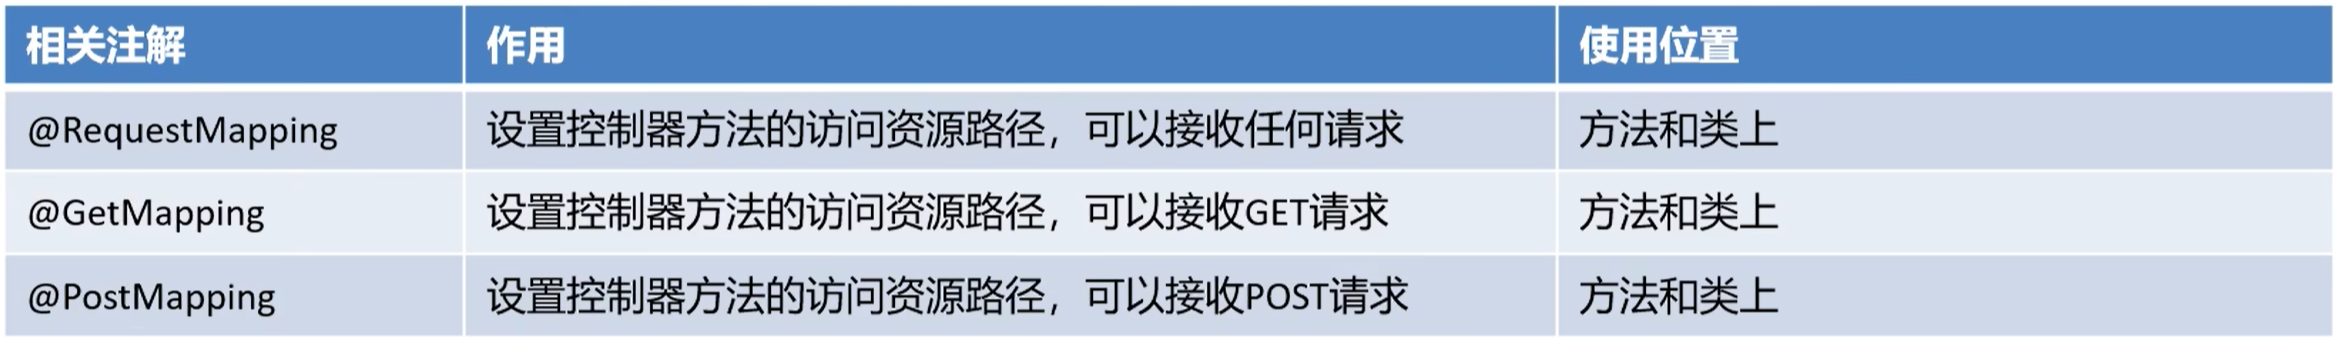 相关注解 作用 使用位置
@RequestMapping 设置控制器方法的访问资源路径，可以接收任何请求 方法和类上
@GetMapping 设置控制器方法的访问资源路径，可以接收GET请求 方法和类上
@PostMapping 设置控制器方法的访问资源路径，可以接收POST请求 方法和类上